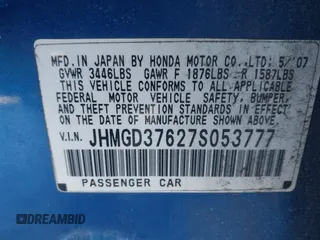 MFD. IN JAPAN BY HONDA MOTOR CO.,LTD: 5/'07
GVWR 3446LBS GAWR F 1876LBS R 1587LBS
THIS VEHICLE CONFORMS TO ALL APPLICABLE
FEDERAL MOTOR VEHICLE SAFETY, BUMPER,
AND THEFT PREVENTION STANDARDS IN EFFECT
ON THE DATE OF MANUFACTURE SHOWN ABOVE.
V.I.N. JHMGD37627S053777
PASSENGER CAR
DREAMBID